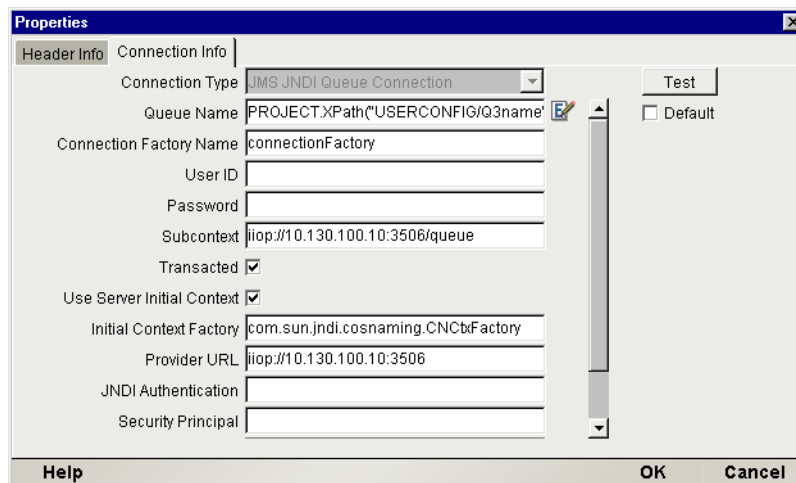 Properties
Header Info Connection Info
Connection Type JMS JNDI Queue Connection Test
Queue Name PROJECT.XPath("USERCONFIG/Q3name" Default
Connection Factory Name connectionFactory
User ID
Password
Subcontext iiop://10.130.100.10:3506/queue
Transacted
Use Server Initial Context
Initial Context Factory com.sun.jndi.cosnaming.CNCtxFactory
Provider URL iiop://10.130.100.10:3506
JNDI Authentication
Security Principal
Help OK Cancel